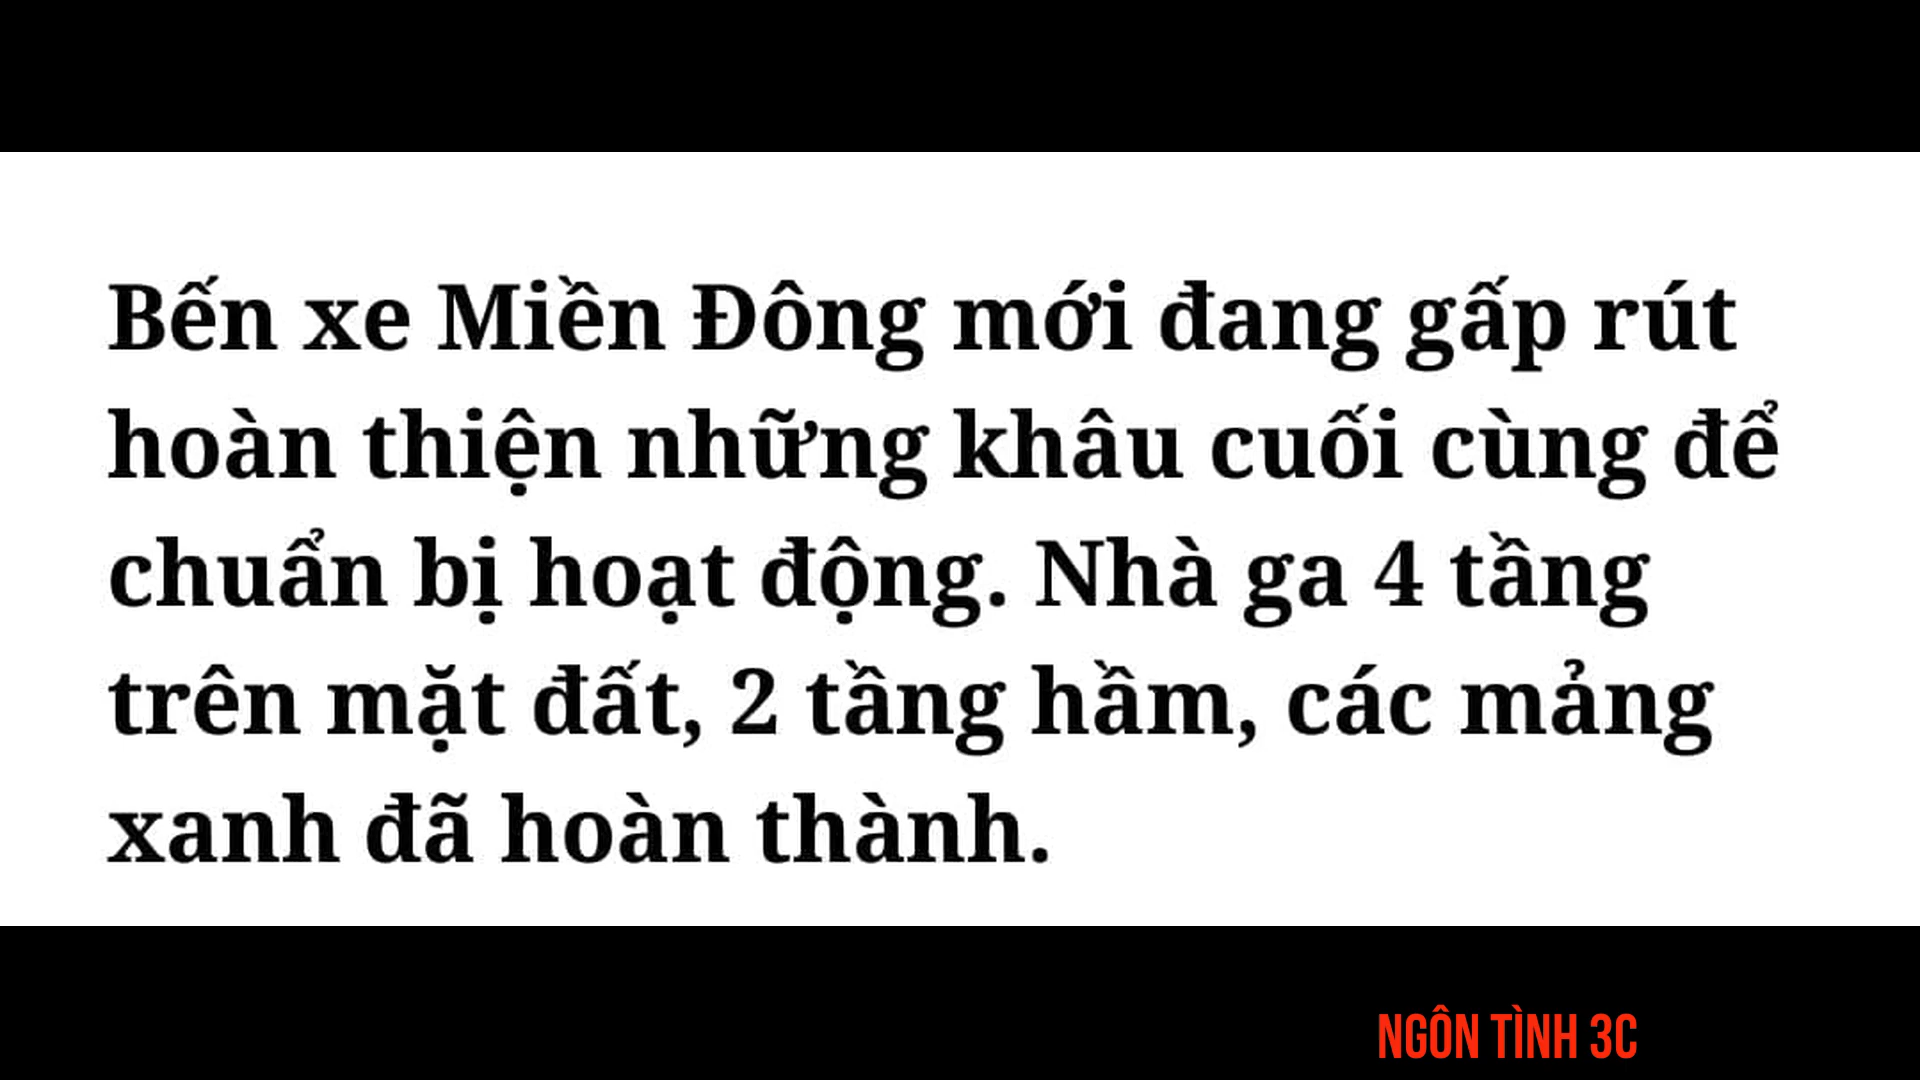 Bến xe Miền Đông mới đang gấp rút
hoàn thiện những khâu cuối cùng để
chuẩn bị hoạt động. Nhà ga 4 tầng
trên mặt đất, 2 tầng hầm, các mảng
xanh đã hoàn thành.
NGÔN TÌNH 3C